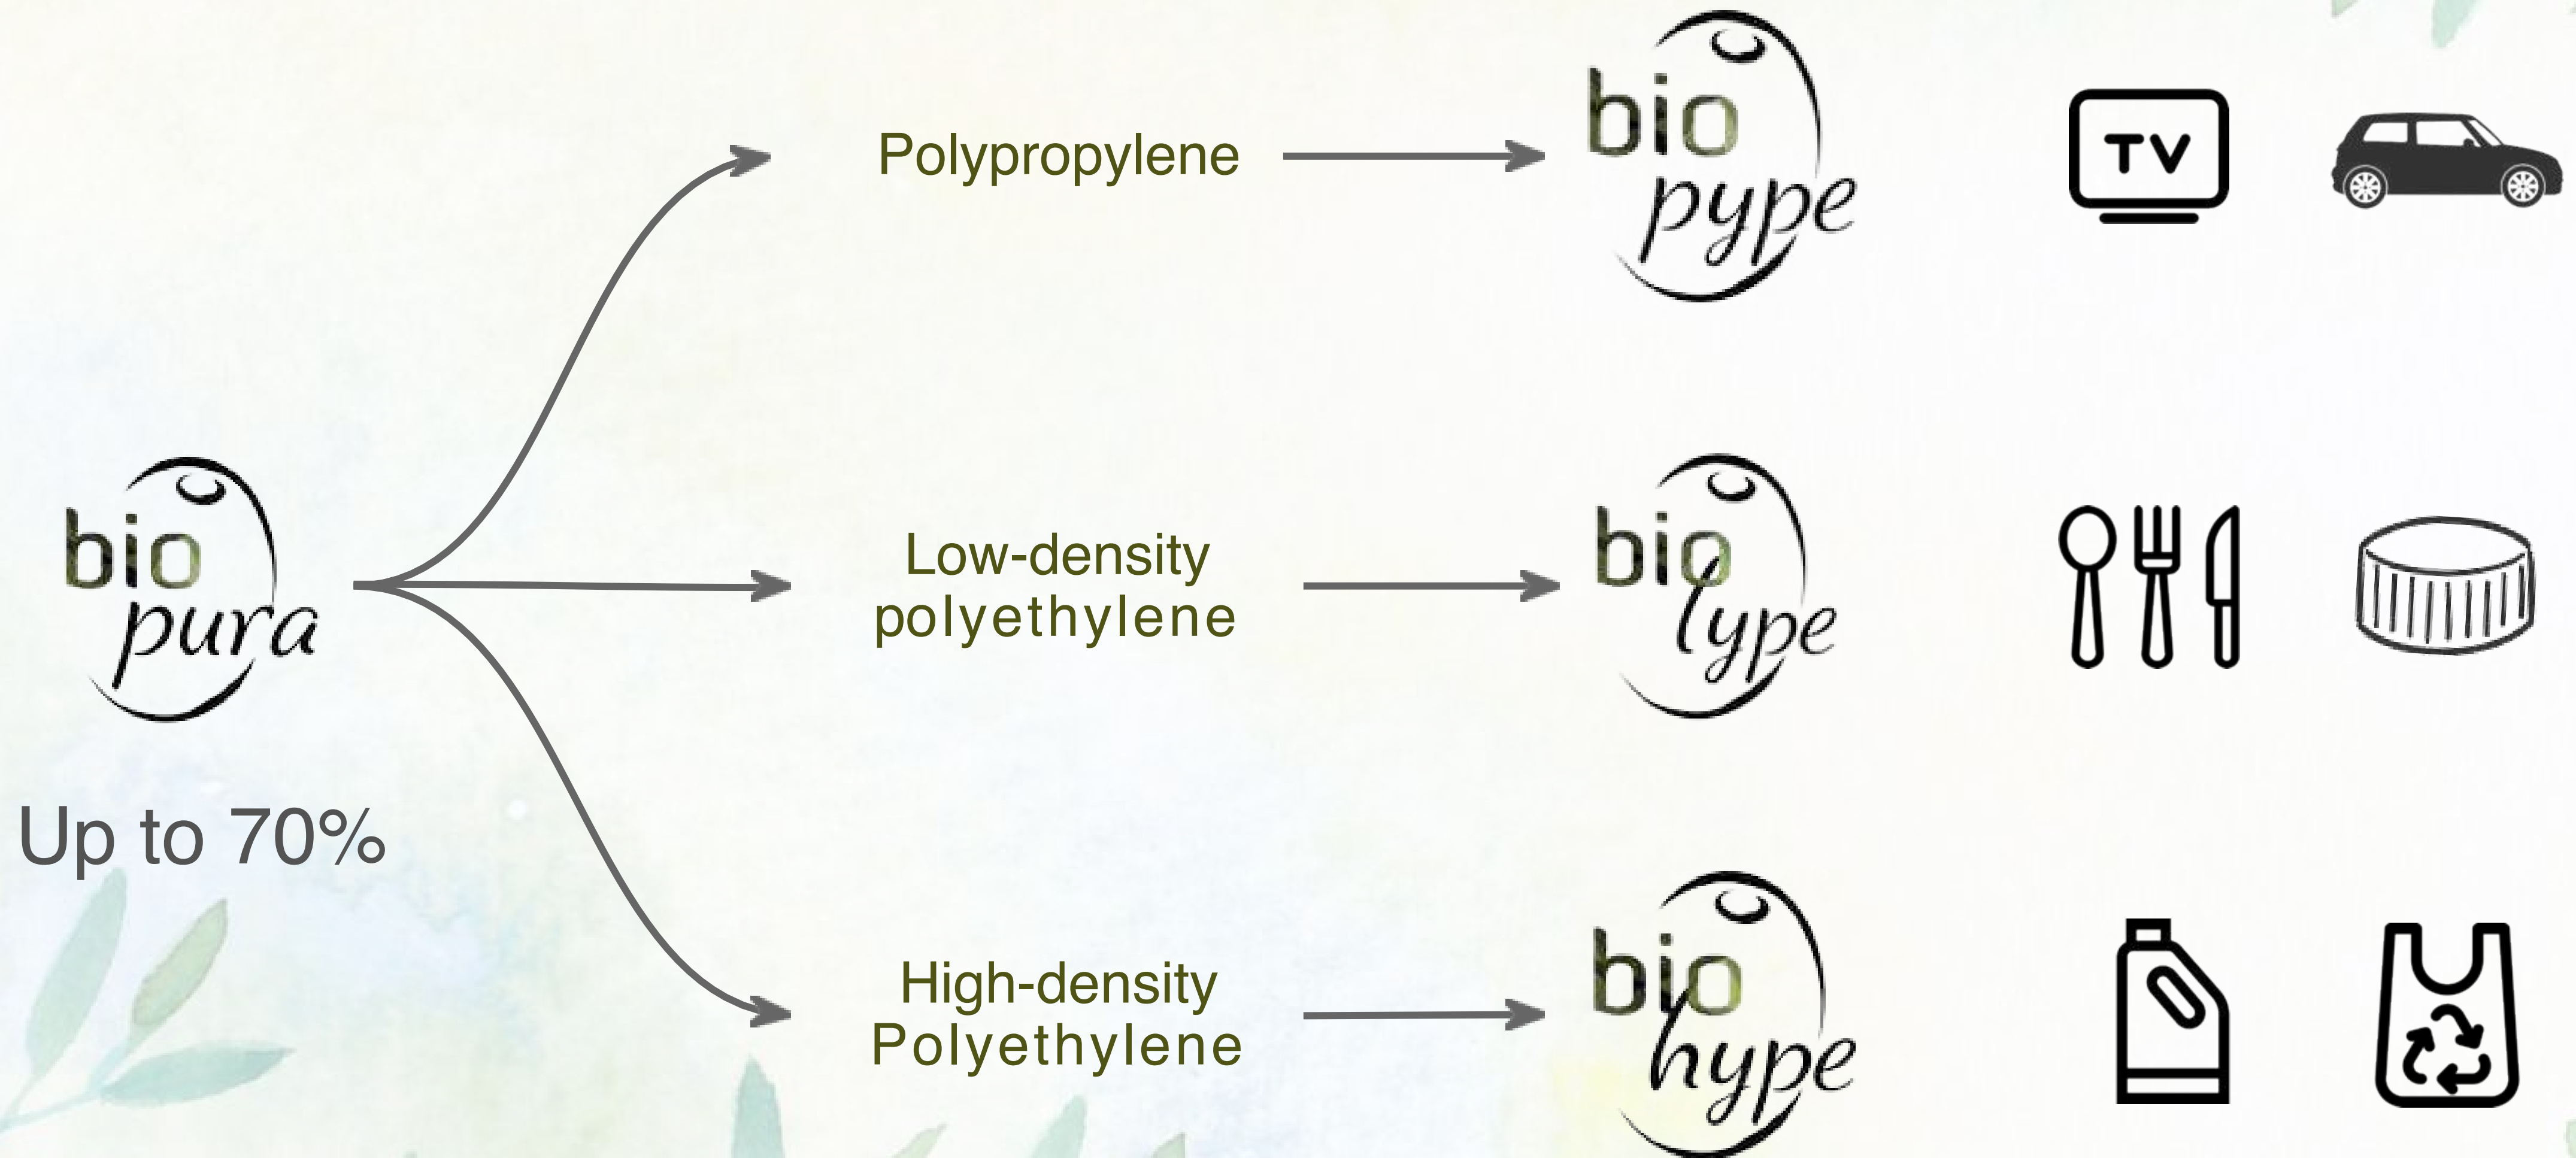 bio
pura
Up to 70%
Polypropylene
bio
pype
TV
Low-density
polyethylene
bio
lype
High-density
Polyethylene
bio
hype